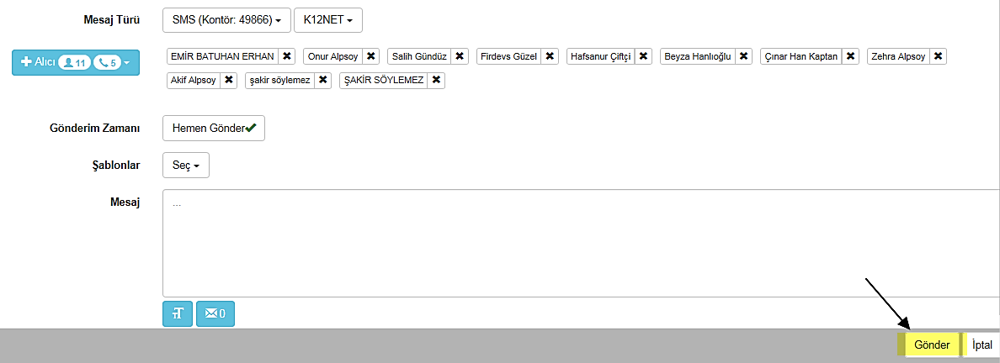 Mesaj Türü SMS (Kontör: 49866) K12NET
Alıcı 11 5 EMİR BATUHAN ERHAN Onur Alpsoy Salih Gündüz Firdevs Güzel Hafsanur Çiftçi Beyza Hanlıoğlu Çınar Han Kaptan Zehra Alpsoy
Akif Alpsoy şakir söylemez ŞAKİR SÖYLEMEZ
Gönderim Zamanı Hemen Gönder
Şablonlar Seç
Mesaj ...
TT 0
Gönder İptal